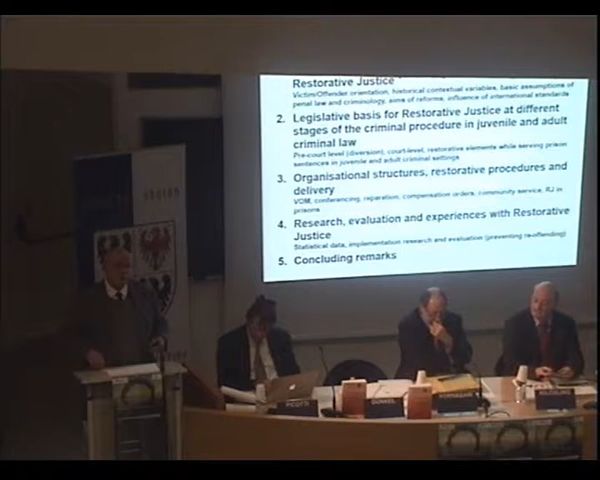 Restorative Justice
Victim/Offender orientation, historical contextual variables, basic assumptions of
penal law and criminology, aims of reforms, influence of international standards
2. Legislative basis for Restorative Justice at different
stages of the criminal procedure in juvenile and adult
criminal law
Pre-court level (diversion), court-level, restorative elements while serving prison
sentences in juvenile and adult criminal settings
3. Organisational structures, restorative procedures and
delivery
VOM, conferencing, reparation, compensation orders, community service, RJ in
prisons
4. Research, evaluation and experiences with Restorative
Justice
Statistical data, implementation research and evaluation (preventing re-offending)
5. Concluding remarks
PICOTTI